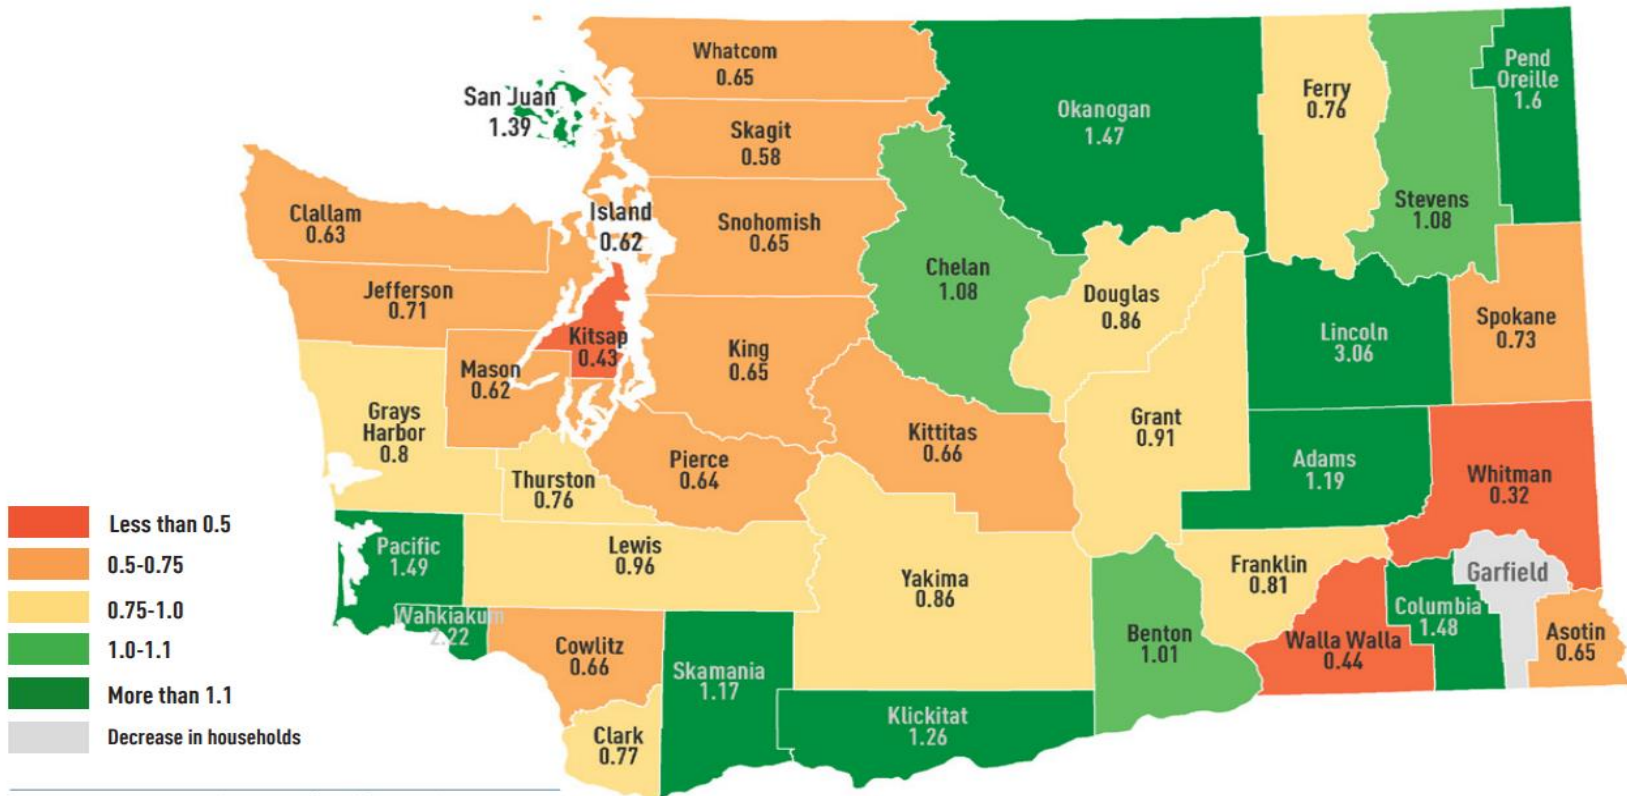 Whatcom
0.65
San Juan
1.39
Skagit
0.58
Okanogan
1.47
Ferry
0.76
Pend
Oreille
1.6
Stevens
1.08
Clallam
0.63
Island
0.62
Snohomish
0.65
Chelan
1.08
Jefferson
0.71
Douglas
0.86
Lincoln
3.06
Spokane
0.73
Kitsap
0.43
King
0.65
Mason
0.62
Grays
Harbor
0.8
Kittitas
0.66
Grant
0.91
Pierce
0.64
Thurston
0.76
Adams
1.19
Whitman
0.32
Pacific
1.49
Lewis
0.96
Yakima
0.86
Franklin
0.81
Garfield
Wahkiakum
2.22
Columbia
1.48
Cowlitz
0.66
Skamania
1.17
Benton
1.01
Walla Walla
0.44
Asotin
0.65
Klickitat
1.26
Clark
0.77
Less than 0.5
0.5-0.75
0.75-1.0
1.0-1.1
More than 1.1
Decrease in households